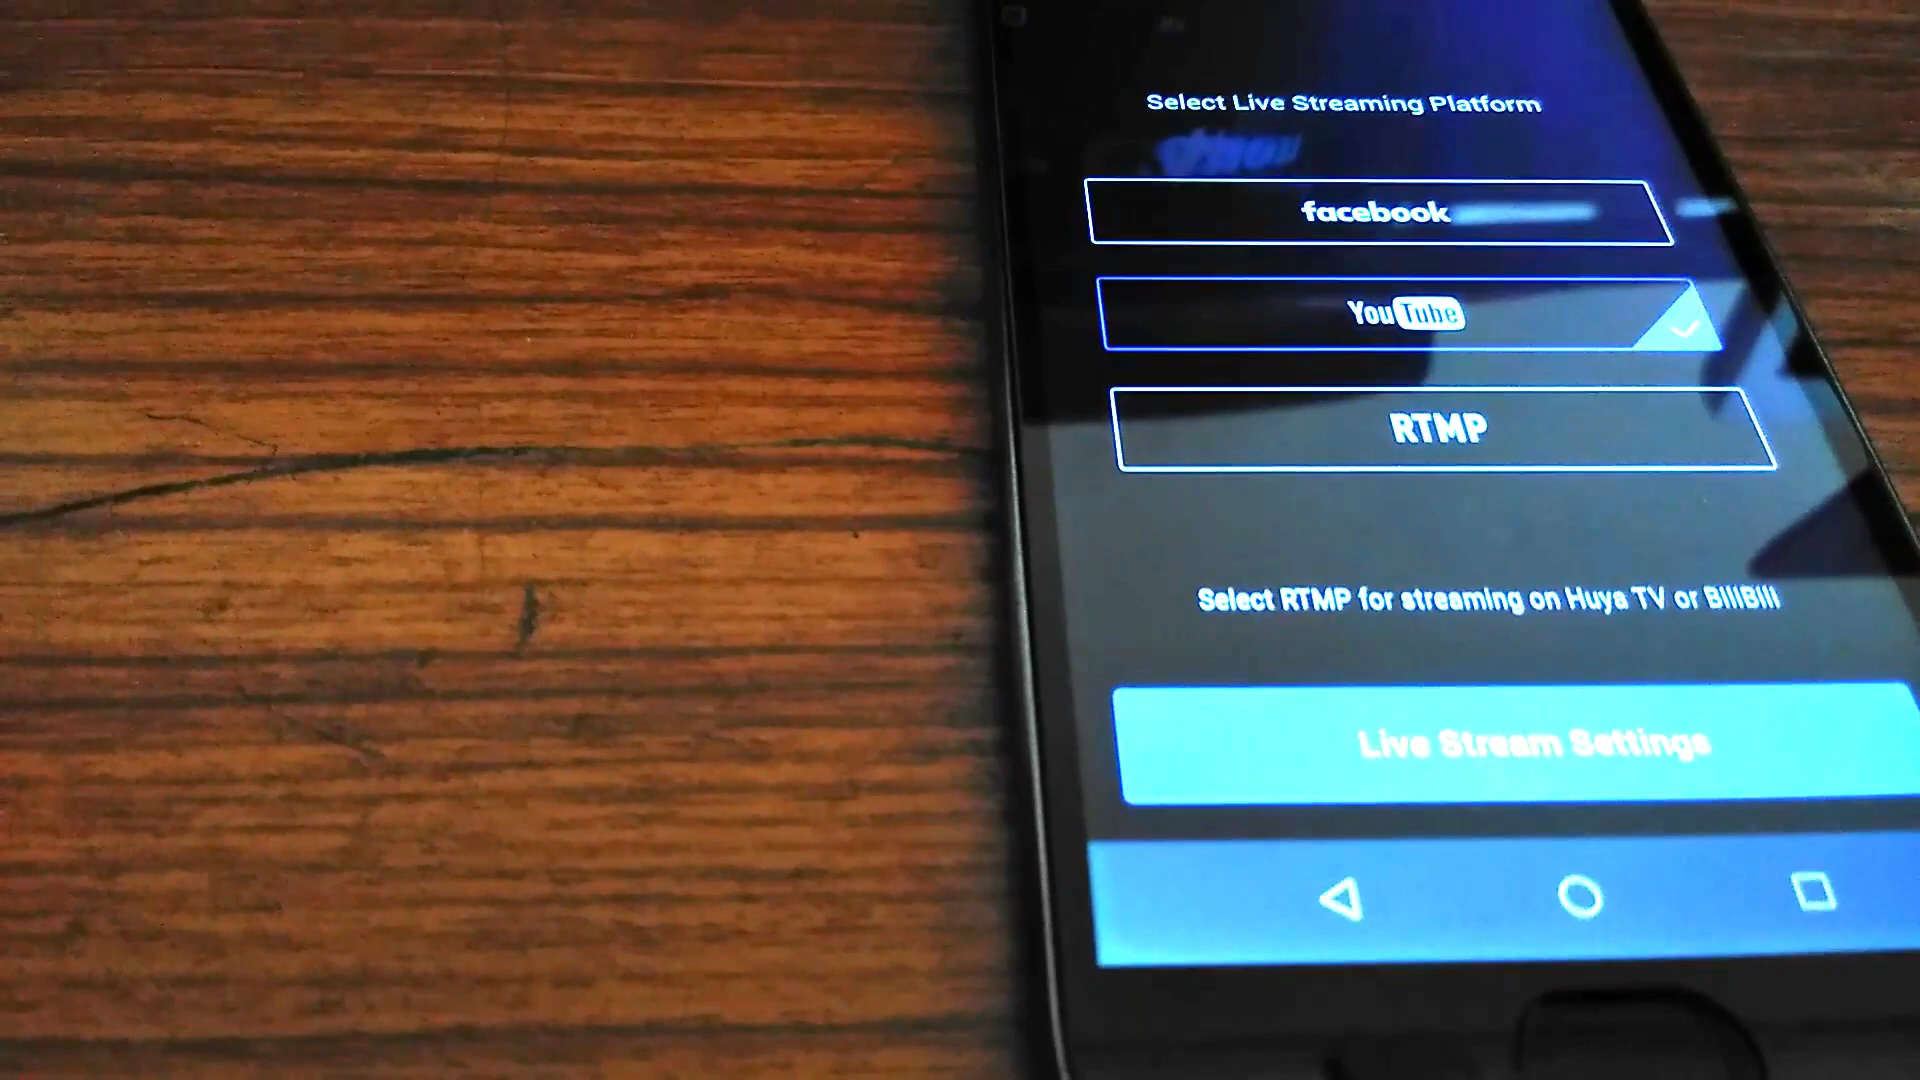 Select Live Streaming Platform
facebook
YouTube
RTMP
Select RTMP for streaming on Huya TV or BIliBili
Live Stream Settings